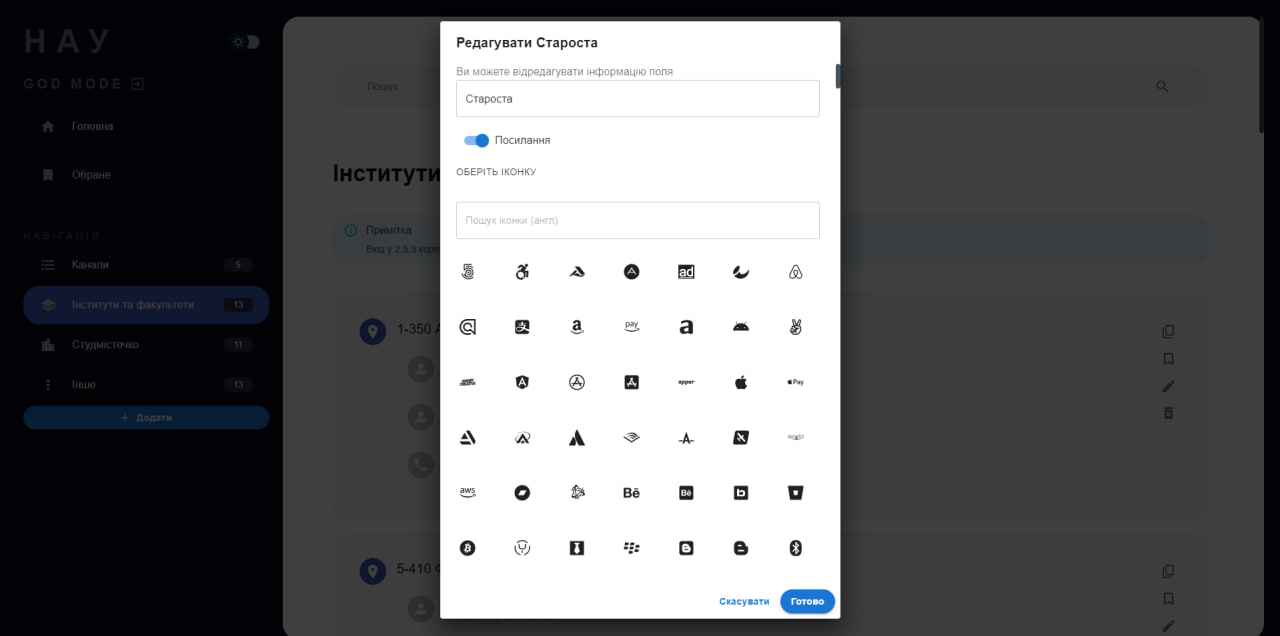 НАУ
GOD MODE
Головна
Обране
НАВІГАЦІЯ
Канали 5
Інститути та факультети 13
Студмістечко 11
Інше 13
+ Додати
Пошук
Інститути
Примітка
Вхід у 2,5,3 корп
1-350
5-410
Редагувати Староста
Ви можете відредагувати інформацію поля
Староста
Посилання
ОБЕРІТЬ ІКОНКУ
Пошук іконки (англ)
ad
a
pay
a
upper
Pay
aws
Bē
Bē
b
B
Скасувати
Готово